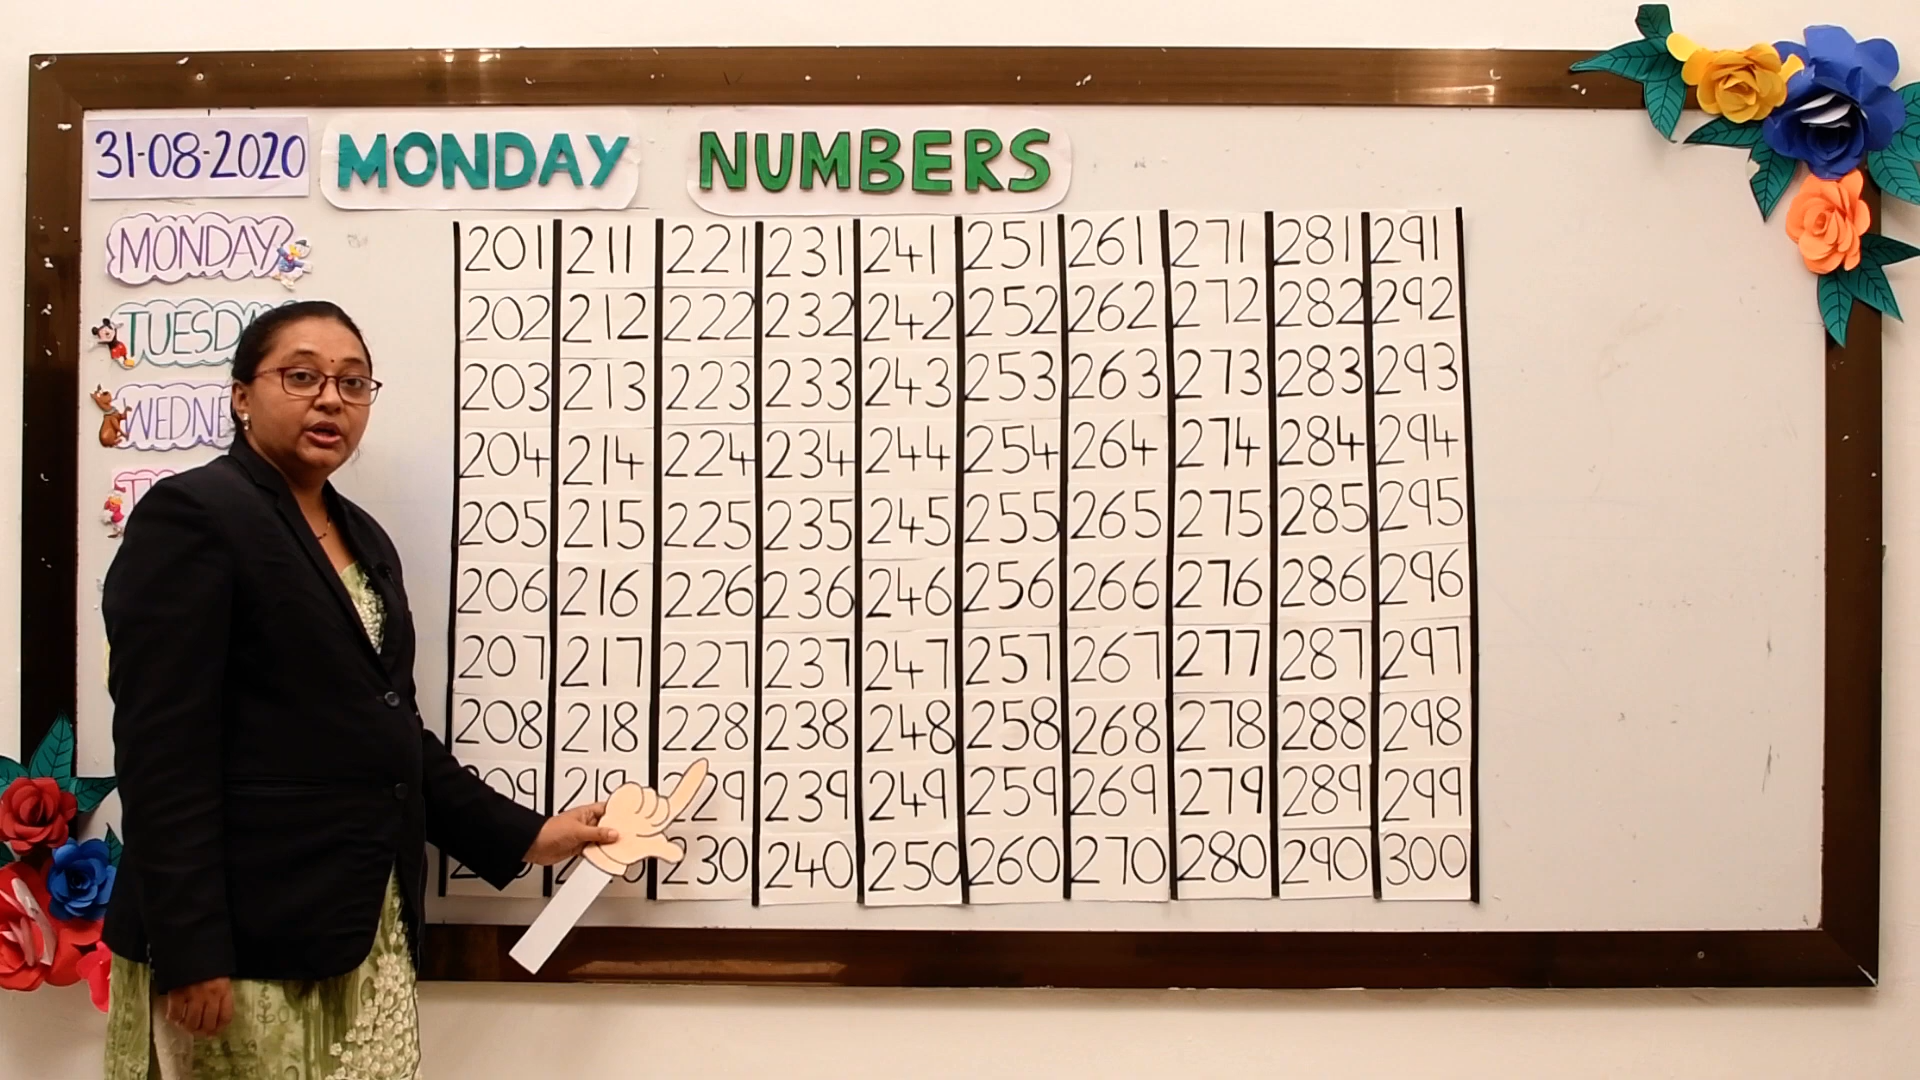 31-08-2020 MONDAY NUMBERS
MONDAY
TUESDA
WEDNE
201 211 221 231 241 251 261 271 281 291
202 212 222 232 242 252 262 272 282 292
203 213 223 233 243 253 263 273 283 293
204 214 224 234 244 254 264 274 284 294
205 215 225 235 245 255 265 275 285 295
206 216 226 236 246 256 266 276 286 296
207 217 227 237 247 257 267 277 287 297
208 218 228 238 248 258 268 278 288 298
09 219 229 239 249 259 269 279 289 299
230 240 250 260 270 280 290 300